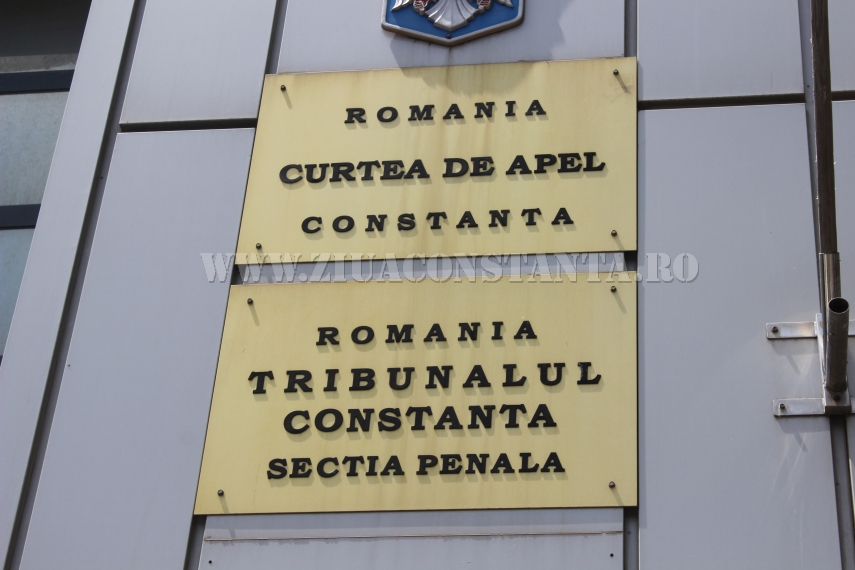 ROMANIA
CURTEA DE APEL
CONSTANTA
WWW.ZIUACONSTANTA.RO
ROMANIA
TRIBUNALUL
CONSTANTA
SECTIA PENALA